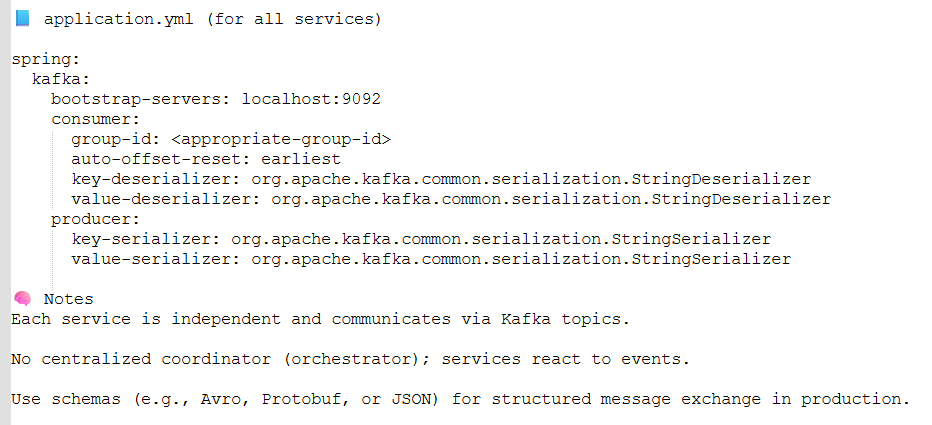 📘 application.yml (for all services)
spring:
  kafka:
    bootstrap-servers: localhost:9092
    consumer:
      group-id: <appropriate-group-id>
      auto-offset-reset: earliest
      key-deserializer: org.apache.kafka.common.serialization.StringDeserializer
      value-deserializer: org.apache.kafka.common.serialization.StringDeserializer
    producer:
      key-serializer: org.apache.kafka.common.serialization.StringSerializer
      value-serializer: org.apache.kafka.common.serialization.StringSerializer
🧠 Notes
Each service is independent and communicates via Kafka topics.
No centralized coordinator (orchestrator); services react to events.
Use schemas (e.g., Avro, Protobuf, or JSON) for structured message exchange in production.